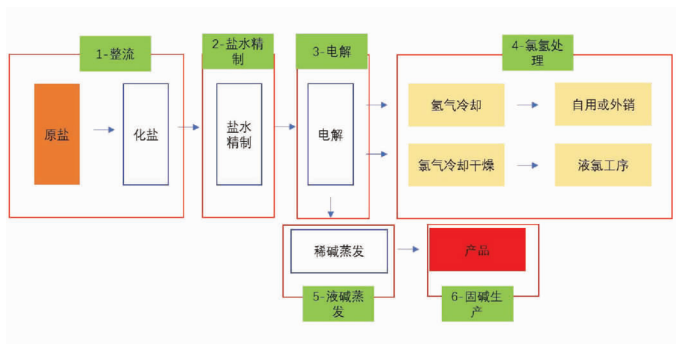 1-整流
2-盐水精
制
3-电解
4-氯氢处
理
原盐
化盐
盐水
精制
电解
氢气冷却
自用或外销
氯气冷却干燥
液氯工序
稀碱蒸发
产品
5-液碱蒸
发
6-固碱生
产